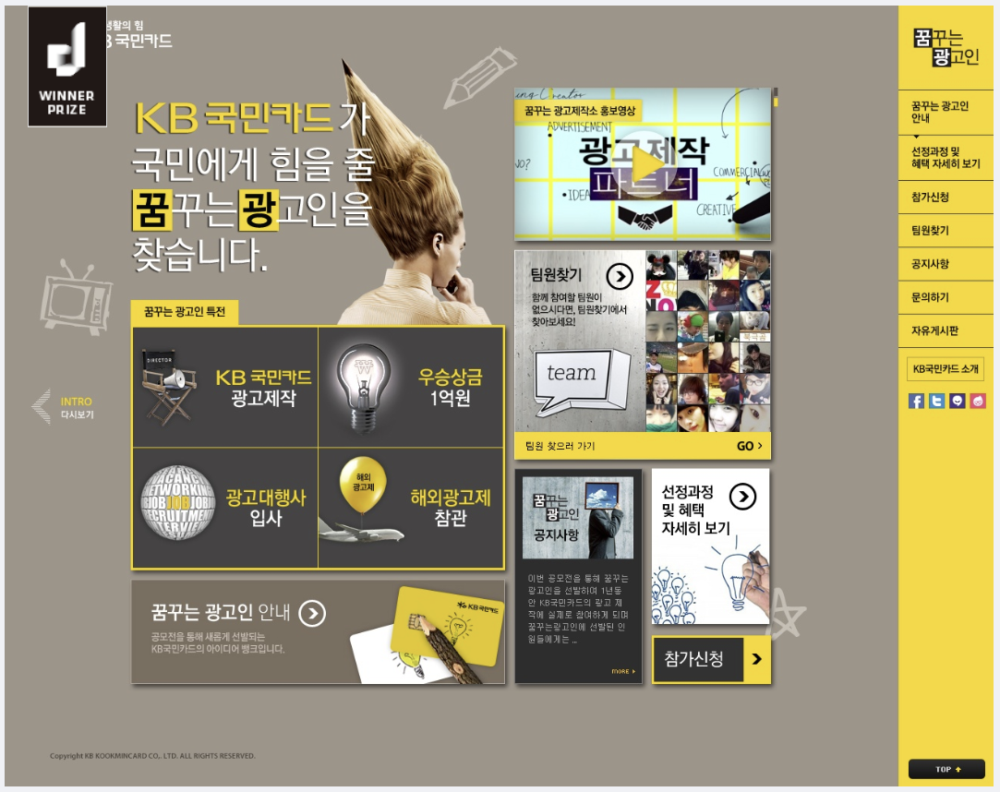 WINNER
PRIZE
생활의 힘
KB 국민카드
KB 국민카드가
국민에게 힘을 줄
꿈꾸는 광고인을
찾습니다.
꿈꾸는 광고인 특전
DIRECTOR
KB 국민카드
광고제작
우승상금
1억원
VACANCY
NETWORKING
JOB JOB JOB
RECRUITMENT
INTERVIEW
광고대행사
입사
해외
광고제
해외광고제
참관
INTRO
다시보기
꿈꾸는 광고인 안내
공모전을 통해 새롭게 선발되는
KB국민카드의 아이디어 뱅크입니다.
KB 국민카드
꿈꾸는 광고제작소 홍보영상
ADVERTISEMENT
광고제작
파트너
IDEA
CREATIVE
팀원찾기
함께 참여할 팀원이
없으시다면, 팀원찾기에서
찾아보세요!
team
팀원 찾으러 가기
GO
꿈꾸는
광고인
공지사항
이번 공모전을 통해 꿈꾸는
광고인을 선발하여 1년동
안 KB국민카드의 광고 제
작에 실제로 참여하게 되며
꿈꾸는광고인에 선발된 인
원들에게는 ...
MORE
선정과정
및 혜택
자세히 보기
참가신청
꿈꾸는
광고인
꿈꾸는 광고인
안내
선정과정 및
혜택 자세히 보기
참가신청
팀원찾기
공지사항
문의하기
자유게시판
KB국민카드 소개
TOP
Copyright KB KOOKMINCARD CO,. LTD. ALL RIGHTS RESERVED.